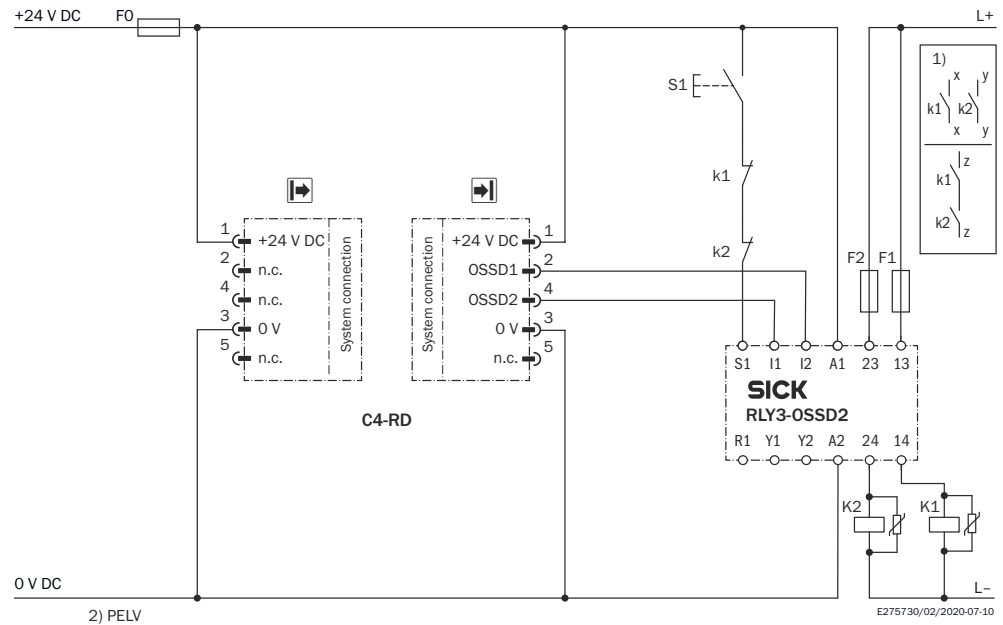 +24 V DC F0 L+
1)
x y
S1
k1 k2
x y
z
k1
k1
k2
k2
z
1 +24 V DC
2 n.c.
4 n.c.
3 0 V
5 n.c.
System connection
System connection
+24 V DC 1
OSSD1 2
OSSD2 4
0 V 3
n.c. 5
C4-RD
F2 F1
S1 I1 I2 A1 23 13
SICK
RLY3-OSSD2
R1 Y1 Y2 A2 24 14
K2 K1
0 V DC L–
2) PELV
E275730/02/2020-07-10